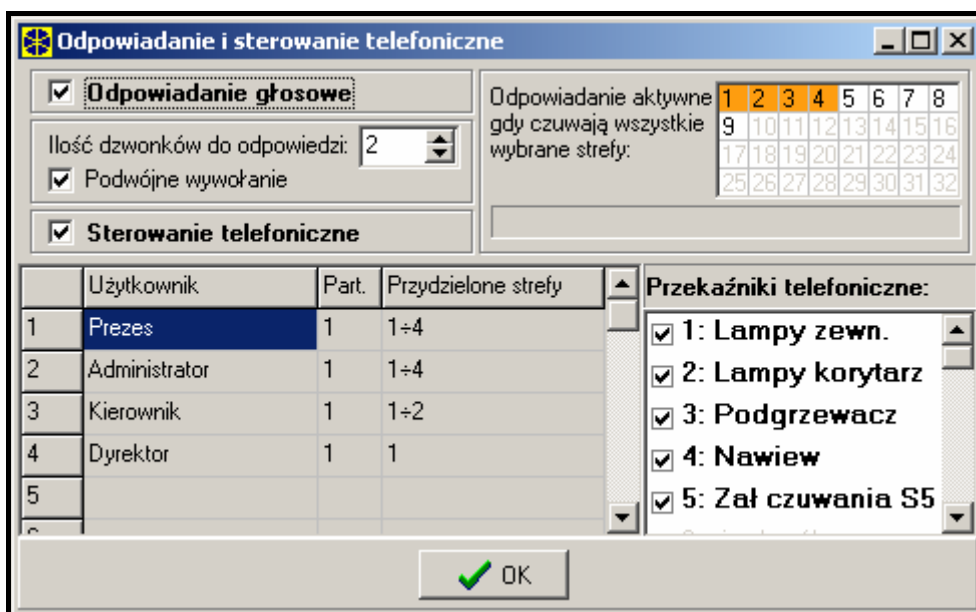 Odpowiadanie i sterowanie telefoniczne
Odpowiadanie głosowe
Ilość dzwonków do odpowiedzi: 2
Podwójne wywołanie
Sterowanie telefoniczne
Odpowiadanie aktywne
gdy czuwają wszystkie
wybrane strefy:
1 2 3 4 5 6 7 8
9 10 11 12 13 14 15 16
17 18 19 20 21 22 23 24
25 26 27 28 29 30 31 32
Użytkownik Part. Przydzielone strefy
1 Prezes 1 1÷4
2 Administrator 1 1÷4
3 Kierownik 1 1÷2
4 Dyrektor 1 1
5
Przekaźniki telefoniczne:
1: Lampy zewn.
2: Lampy korytarz
3: Podgrzewacz
4: Nawiew
5: Zał czuwania S5
OK